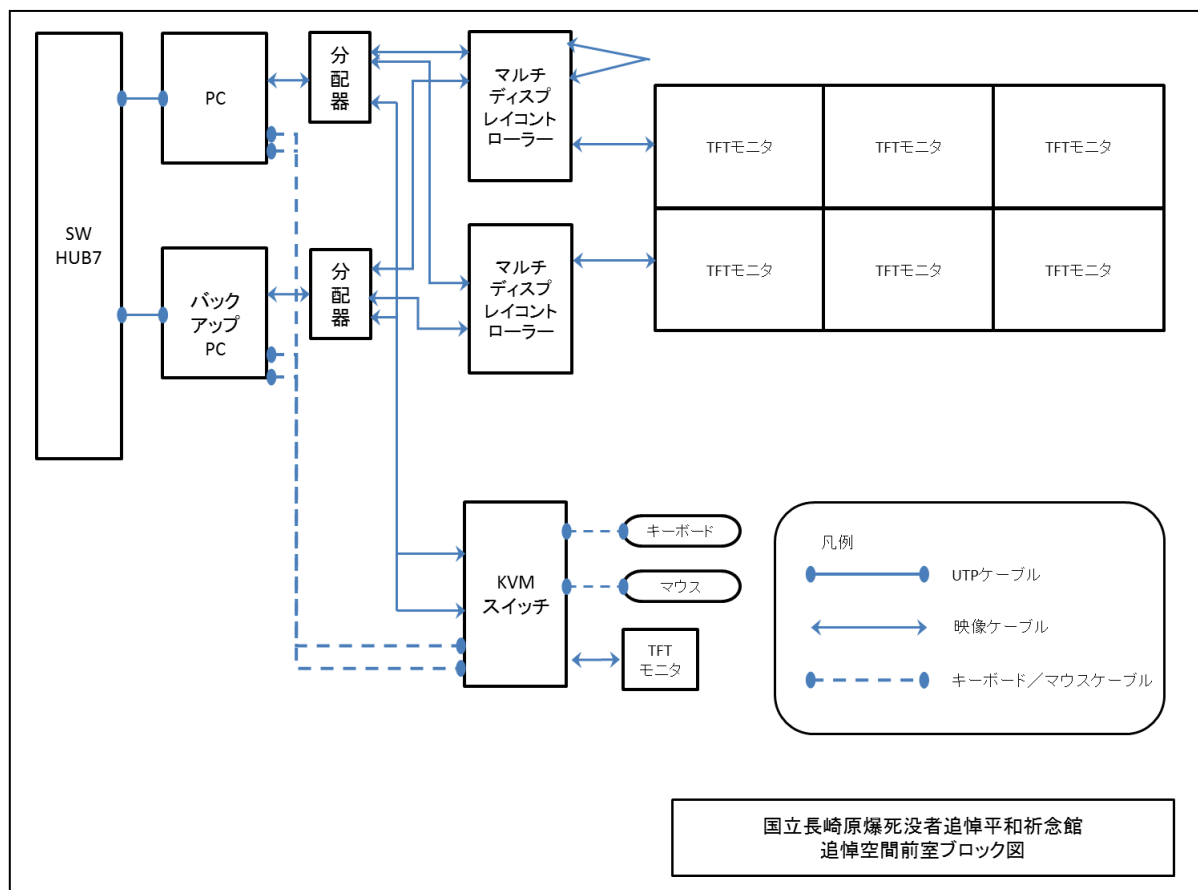 SW
HUB7
PC
分
配
器
マルチ
ディスプ
レイコント
ローラー
TFTモニタ
TFTモニタ
TFTモニタ
バック
アップ
PC
分
配
器
マルチ
ディスプ
レイコント
ローラー
TFTモニタ
TFTモニタ
TFTモニタ
KVM
スイッチ
キーボード
マウス
TFT
モニタ
凡例
UTPケーブル
映像ケーブル
キーボード／マウスケーブル
国立長崎原爆死没者追悼平和祈念館
追悼空間前室ブロック図